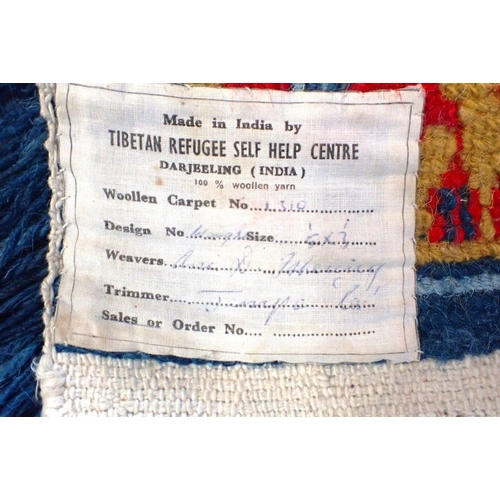 Made in India by
TIBETAN REFUGEE SELF HELP CENTRE
DARJEELING (INDIA)
100 % woollen yarn
Woollen Carpet No 1310
Design No Size
Weavers
Trimmer
Sales or Order No